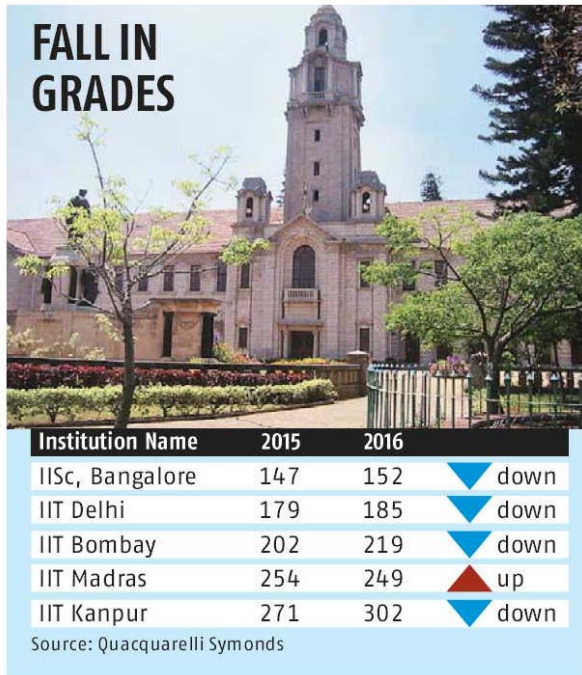 FALL IN
GRADES
Institution Name 2015 2016
IISc, Bangalore 147 152 down
IIT Delhi 179 185 down
IIT Bombay 202 219 down
IIT Madras 254 249 up
IIT Kanpur 271 302 down
Source: Quacquarelli Symonds